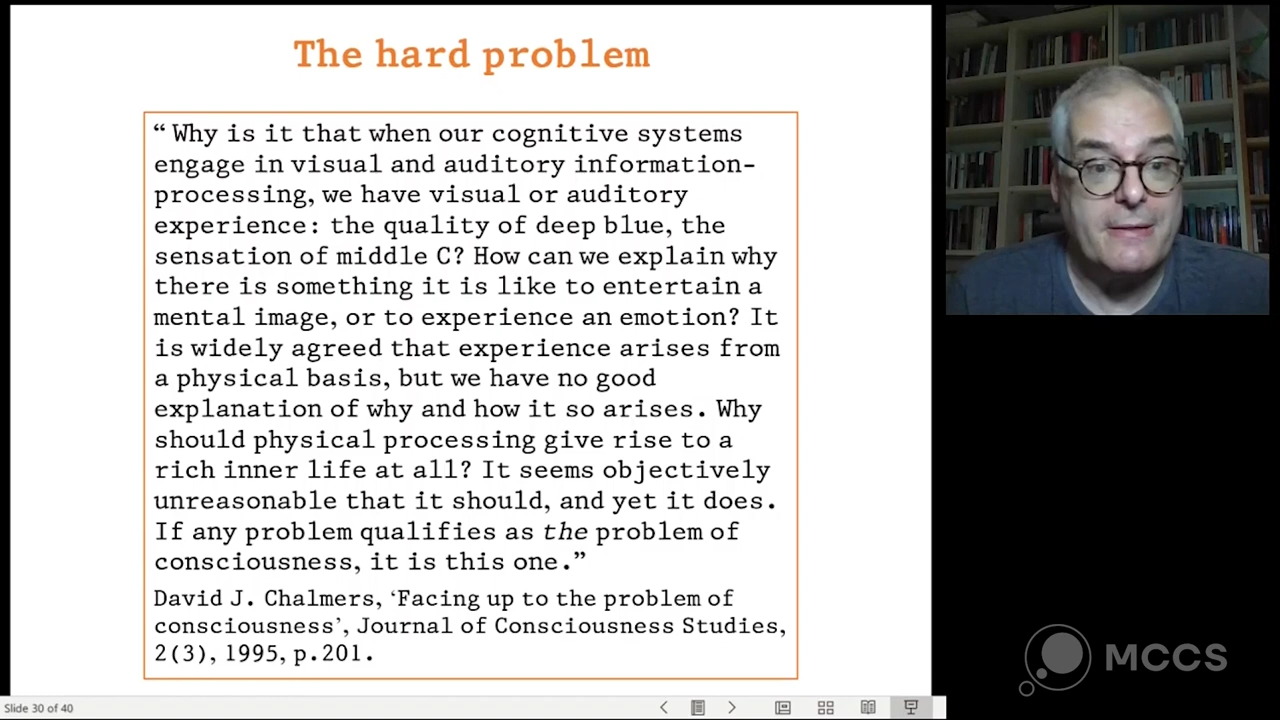 The hard problem
“ Why is it that when our cognitive systems
engage in visual and auditory information-
processing, we have visual or auditory
experience: the quality of deep blue, the
sensation of middle C? How can we explain why
there is something it is like to entertain a
mental image, or to experience an emotion? It
is widely agreed that experience arises from
a physical basis, but we have no good
explanation of why and how it so arises. Why
should physical processing give rise to a
rich inner life at all? It seems objectively
unreasonable that it should, and yet it does.
If any problem qualifies as the problem of
consciousness, it is this one.”
David J. Chalmers, ‘Facing up to the problem of
consciousness’, Journal of Consciousness Studies,
2(3), 1995, p.201.
MCCS
Slide 30 of 40